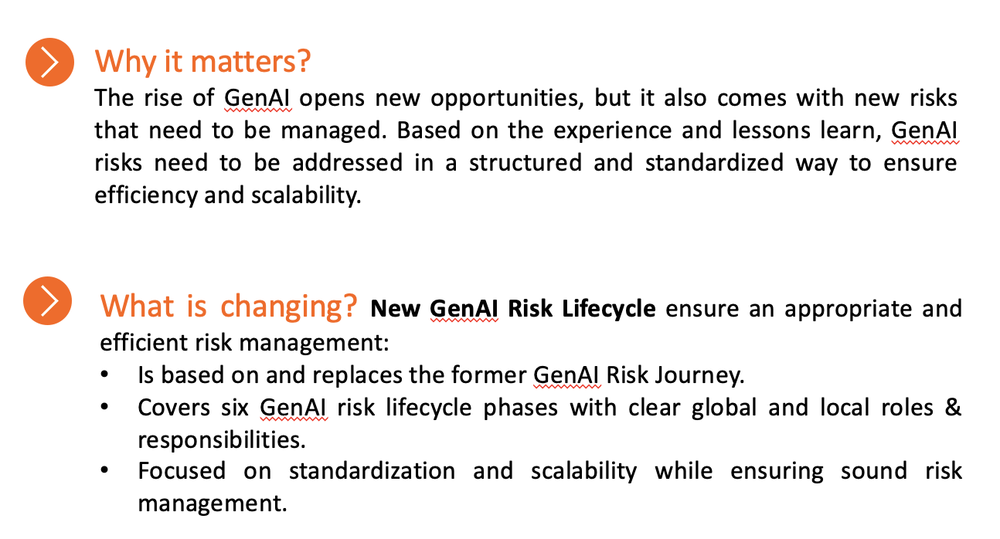 Why it matters?
The rise of GenAI opens new opportunities, but it also comes with new risks
that need to be managed. Based on the experience and lessons learn, GenAI
risks need to be addressed in a structured and standardized way to ensure
efficiency and scalability.
What is changing? New GenAI Risk Lifecycle ensure an appropriate and
efficient risk management:
• Is based on and replaces the former GenAI Risk Journey.
• Covers six GenAI risk lifecycle phases with clear global and local roles &
responsibilities.
• Focused on standardization and scalability while ensuring sound risk
management.